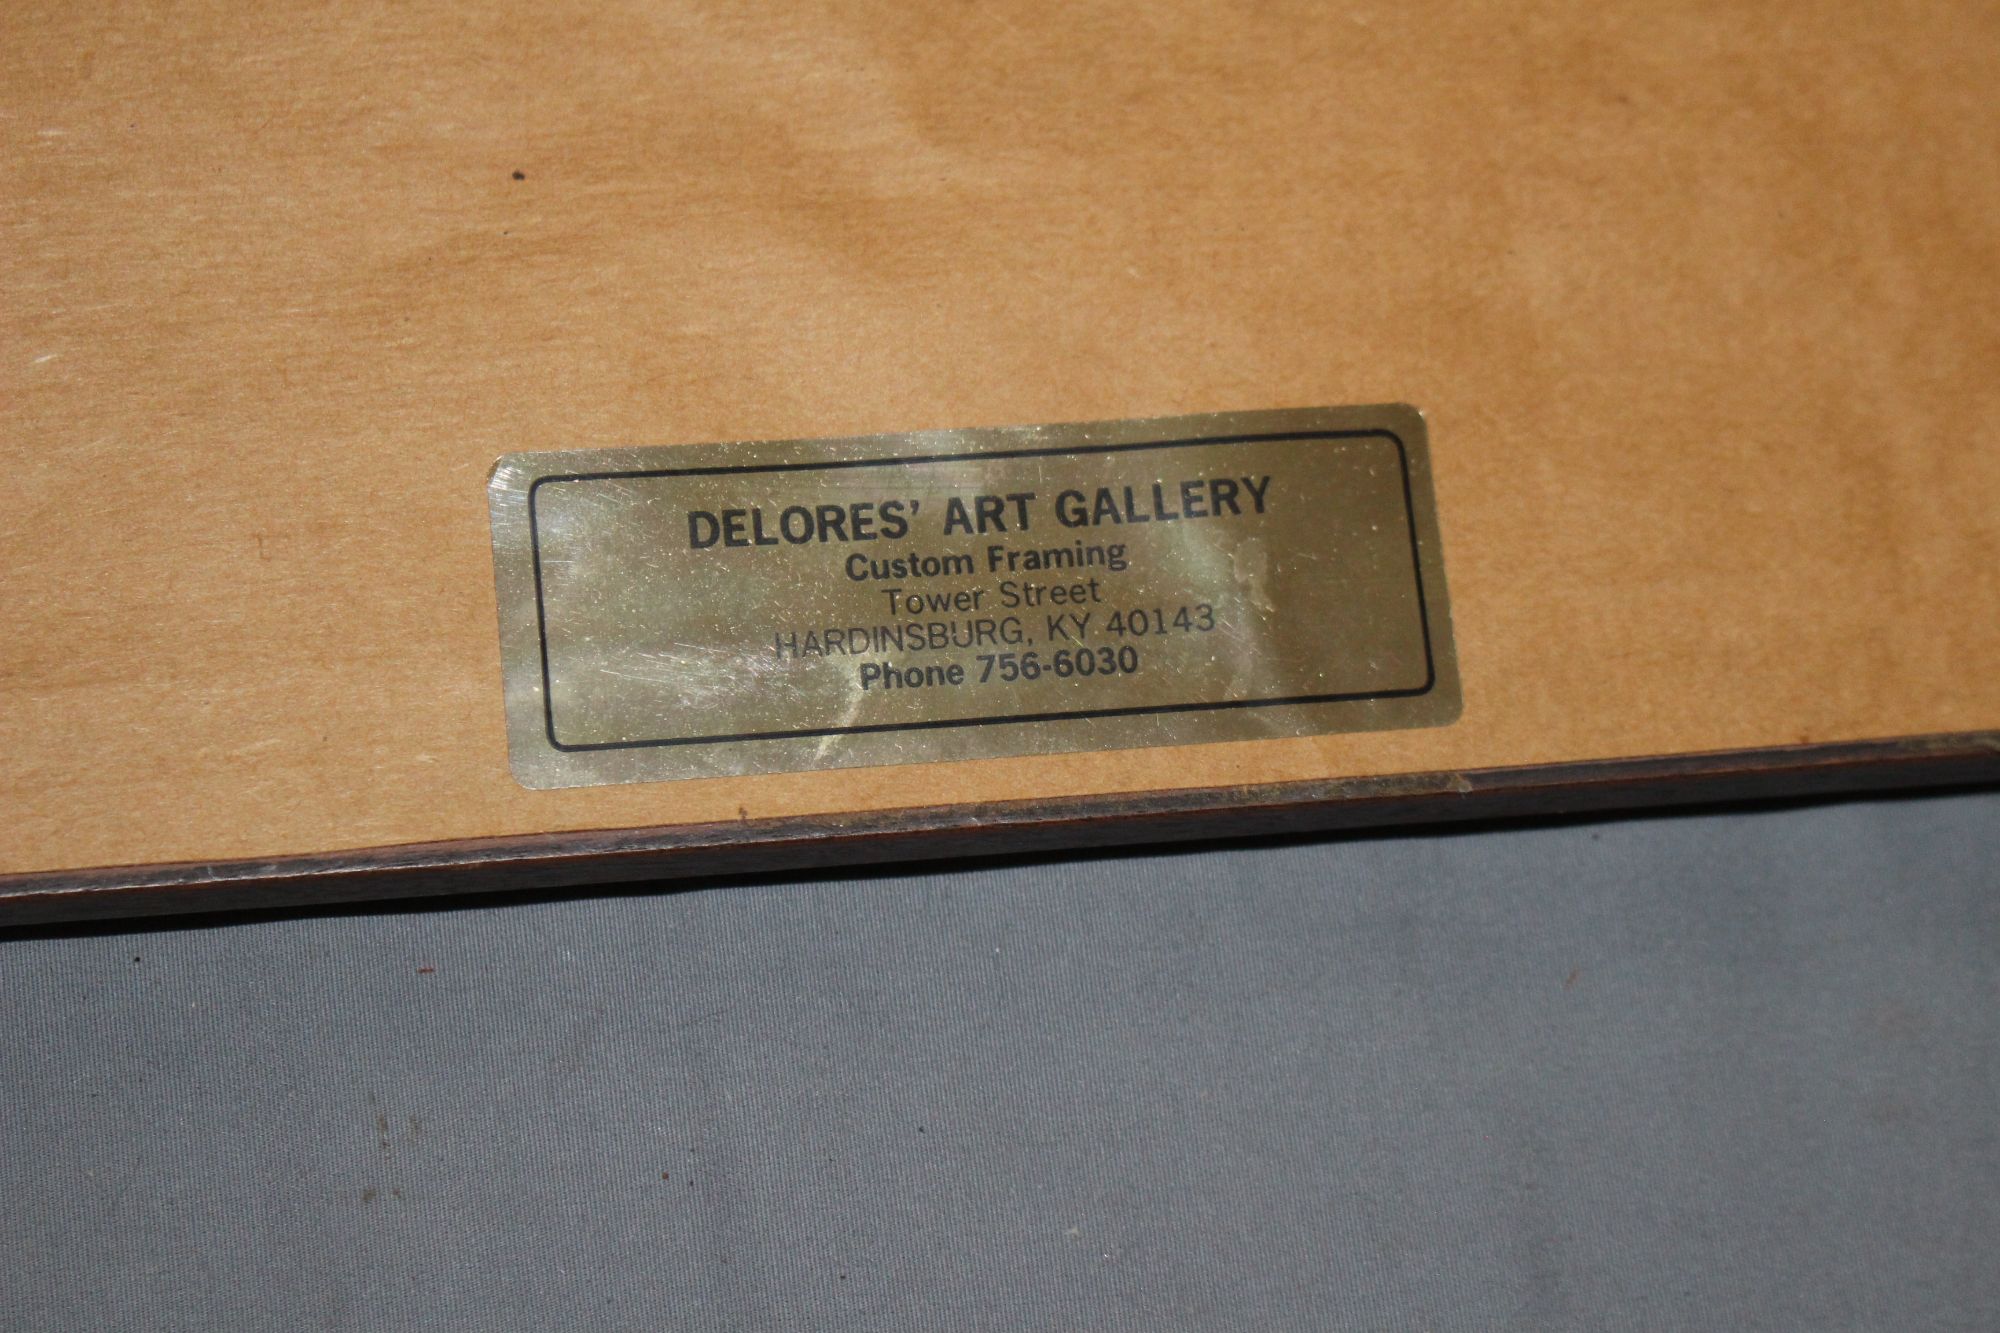 DELORES' ART GALLERY
Custom Framing
Tower Street
HARDINSBURG, KY 40143
Phone 756-6030